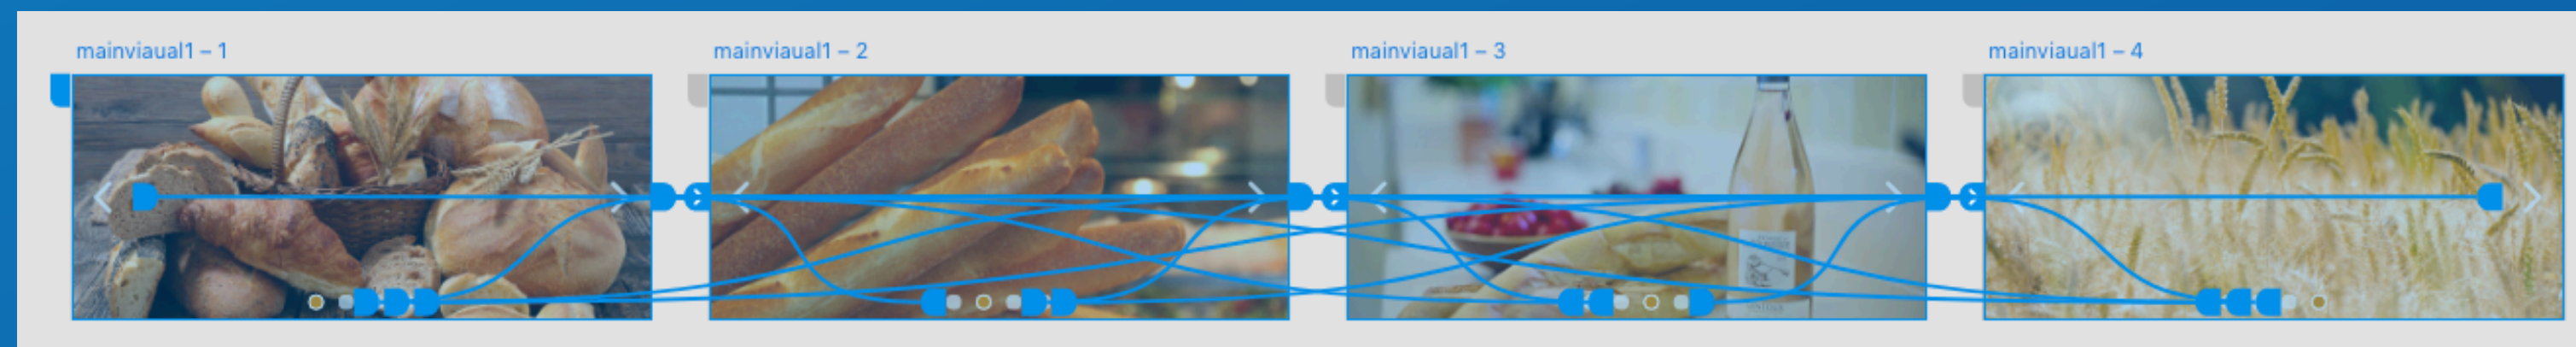 mainviaual1 – 1
mainviaual1 – 2
mainviaual1 – 3
mainviaual1 – 4